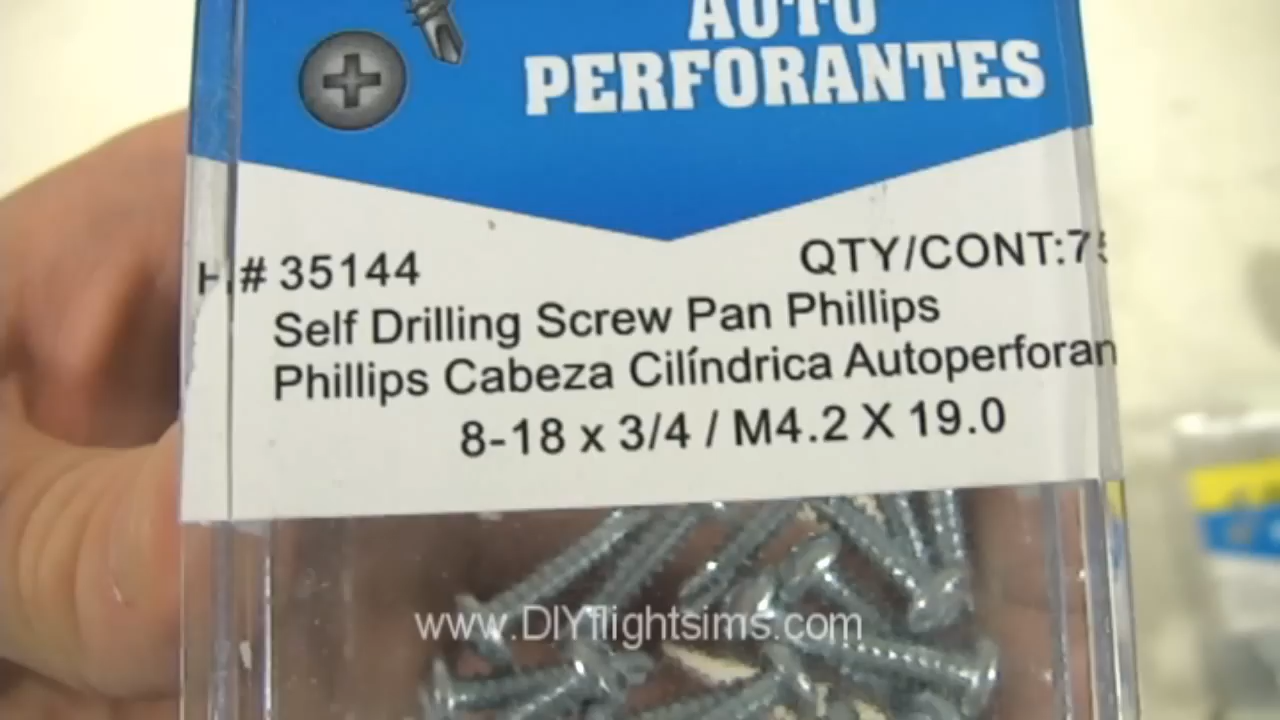 AUTO
PERFORANTES
H# 35144
QTY/CONT:75
Self Drilling Screw Pan Phillips
Phillips Cabeza Cilíndrica Autoperforan
8-18 x 3/4 / M4.2 X 19.0
www.DIYflightsims.com